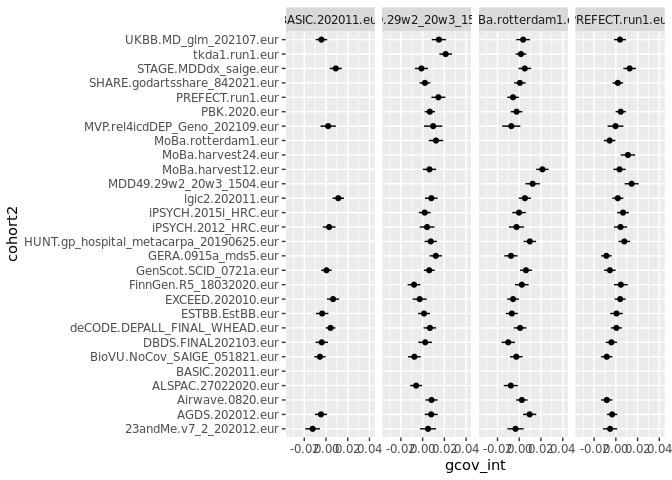 BASIC.202011.eu .29w2_20w3_15 Ba.rotterdam1.e PREFECT.run1.eu
UKBB.MD_glm_202107.eur
tkda1.run1.eur
STAGE.MDDdx_saige.eur
SHARE.godartsshare_842021.eur
PREFECT.run1.eur
PBK.2020.eur
MVP.rel4icdDEP_Geno_202109.eur
MoBa.rotterdam1.eur
MoBa.harvest24.eur
MoBa.harvest12.eur
MDD49.29w2_20w3_1504.eur
lgic2.202011.eur
iPSYCH.2015i_HRC.eur
iPSYCH.2012_HRC.eur
HUNT.gp_hospital_metacarpa_20190625.eur
GERA.0915a_mds5.eur
GenScot.SCID_0721a.eur
FinnGen.R5_18032020.eur
EXCEED.202010.eur
ESTBB.EstBB.eur
deCODE.DEPALL_FINAL_WHEAD.eur
DBDS.FINAL202103.eur
BioVU.NoCov_SAIGE_051821.eur
BASIC.202011.eur
ALSPAC.27022020.eur
Airwave.0820.eur
AGDS.202012.eur
23andMe.v7_2_202012.eur
cohort2
-0.02 0.00 0.02 0.04 -0.02 0.00 0.02 0.04 -0.02 0.00 0.02 0.04 -0.02 0.00 0.02 0.04
gcov_int